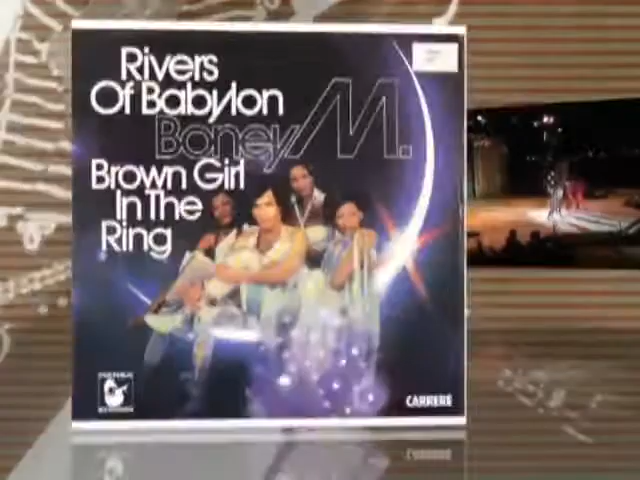 Rivers
Of Babylon
Boney M.
Brown Girl
In The
Ring
CARRERE